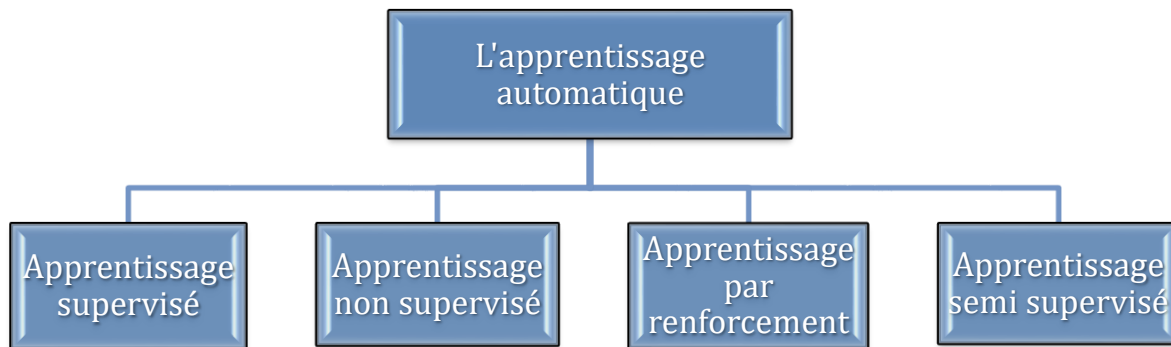 L'apprentissage
automatique
Apprentissage
supervisé
Apprentissage
non supervisé
Apprentissage
par
renforcement
Apprentissage
semi supervisé